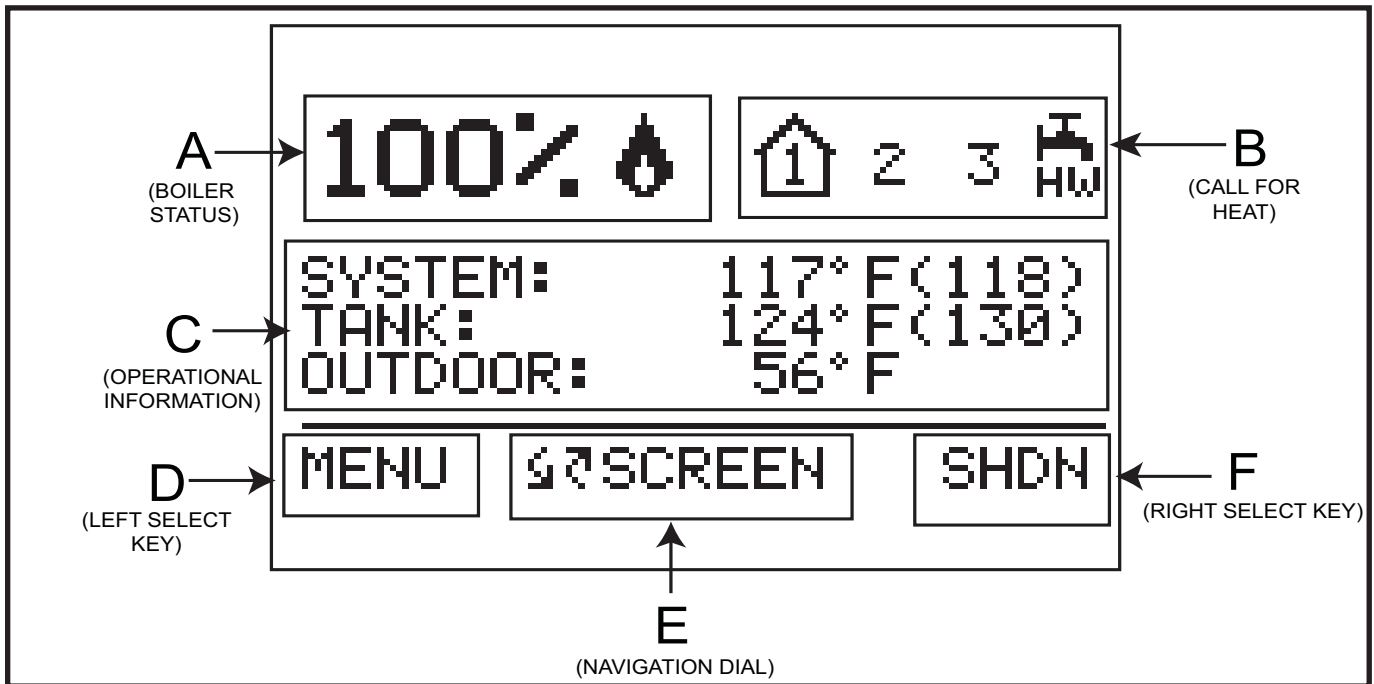 A
(BOILER
STATUS)
100%
1 2 3 HW
B
(CALL FOR
HEAT)
C
(OPERATIONAL
INFORMATION)
SYSTEM: 117°F(118)
TANK: 124°F(130)
OUTDOOR: 56°F
D
(LEFT SELECT
KEY)
MENU
SCREEN
SHDN
F
(RIGHT SELECT KEY)
E
(NAVIGATION DIAL)